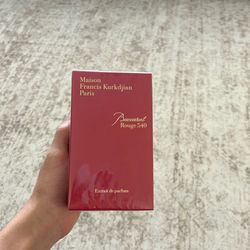 Maison
Francis Kurkdjian
Paris
Baccarat
Rouge 540
Extrait de parfum